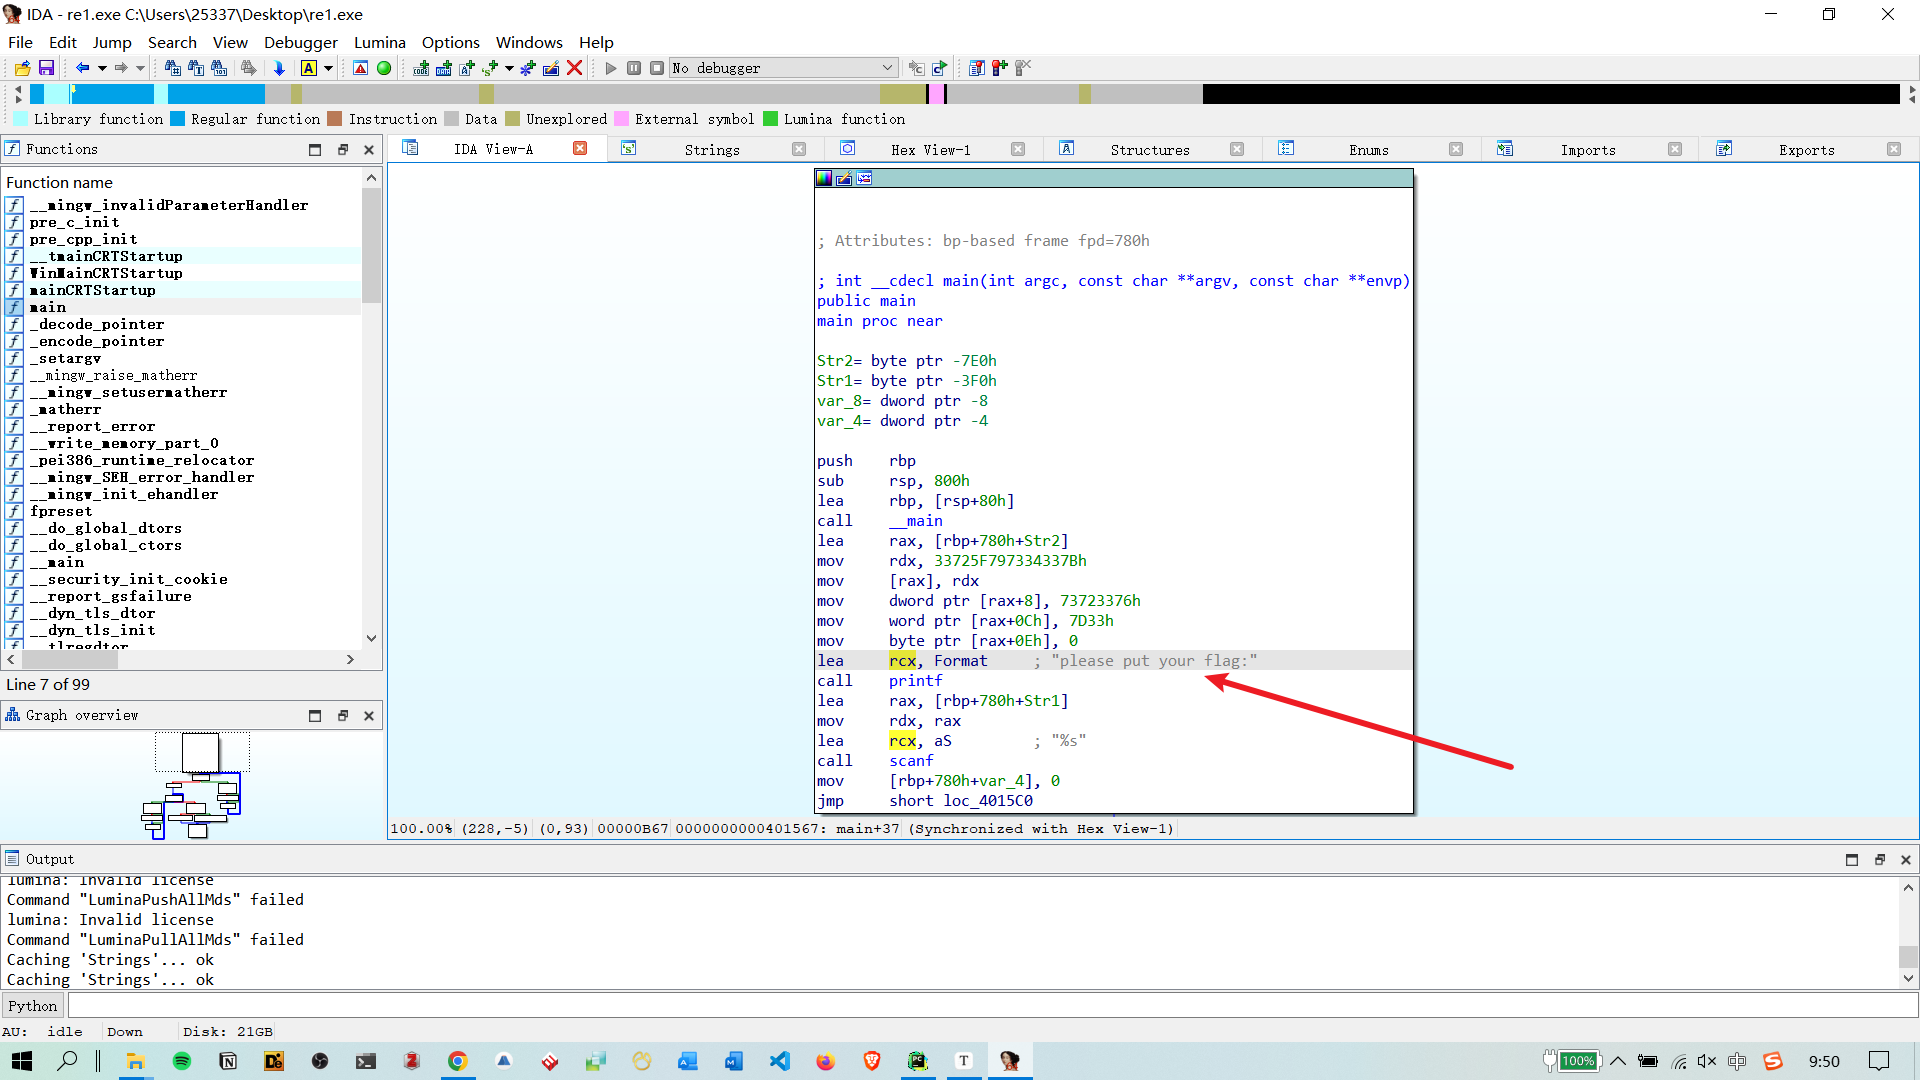 IDA - re1.exe C:\Users\25337\Desktop\re1.exe
File Edit Jump Search View Debugger Lumina Options Windows Help
No debugger
Library function Regular function Instruction Data Unexplored External symbol Lumina function
Functions
Function name
__mingw_invalidParameterHandler
pre_c_init
pre_cpp_init
__tmainCRTStartup
WinMainCRTStartup
mainCRTStartup
main
_decode_pointer
_encode_pointer
_setargv
__mingw_raise_matherr
__mingw_setusermatherr
_matherr
__report_error
__write_memory_part_0
_pei386_runtime_relocator
__mingw_SEH_error_handler
__mingw_init_ehandler
fpreset
__do_global_dtors
__do_global_ctors
__main
__security_init_cookie
__report_gsfailure
__dyn_tls_dtor
__dyn_tls_init
__tlregdtor
Line 7 of 99
Graph overview
IDA View-A Strings Hex View-1 Structures Enums Imports Exports
; Attributes: bp-based frame fpd=780h
; int __cdecl main(int argc, const char **argv, const char **envp)
public main
main proc near
Str2= byte ptr -7E0h
Str1= byte ptr -3F0h
var_8= dword ptr -8
var_4= dword ptr -4
push rbp
sub rsp, 800h
lea rbp, [rsp+80h]
call __main
lea rax, [rbp+780h+Str2]
mov rdx, 33725F797334337Bh
mov [rax], rdx
mov dword ptr [rax+8], 73723376h
mov word ptr [rax+0Ch], 7D33h
mov byte ptr [rax+0Eh], 0
lea rcx, Format ; "please put your flag:"
call printf
lea rax, [rbp+780h+Str1]
mov rdx, rax
lea rcx, aS ; "%s"
call scanf
mov [rbp+780h+var_4], 0
jmp short loc_4015C0
100.00% (228,-5) (0,93) 00000B67 0000000000401567: main+37 (Synchronized with Hex View-1)
Output
lumina: Invalid license
Command "LuminaPushAllMds" failed
lumina: Invalid license
Command "LuminaPullAllMds" failed
Caching 'Strings'... ok
Caching 'Strings'... ok
Python
AU: idle Down Disk: 21GB
100% 中 9:50